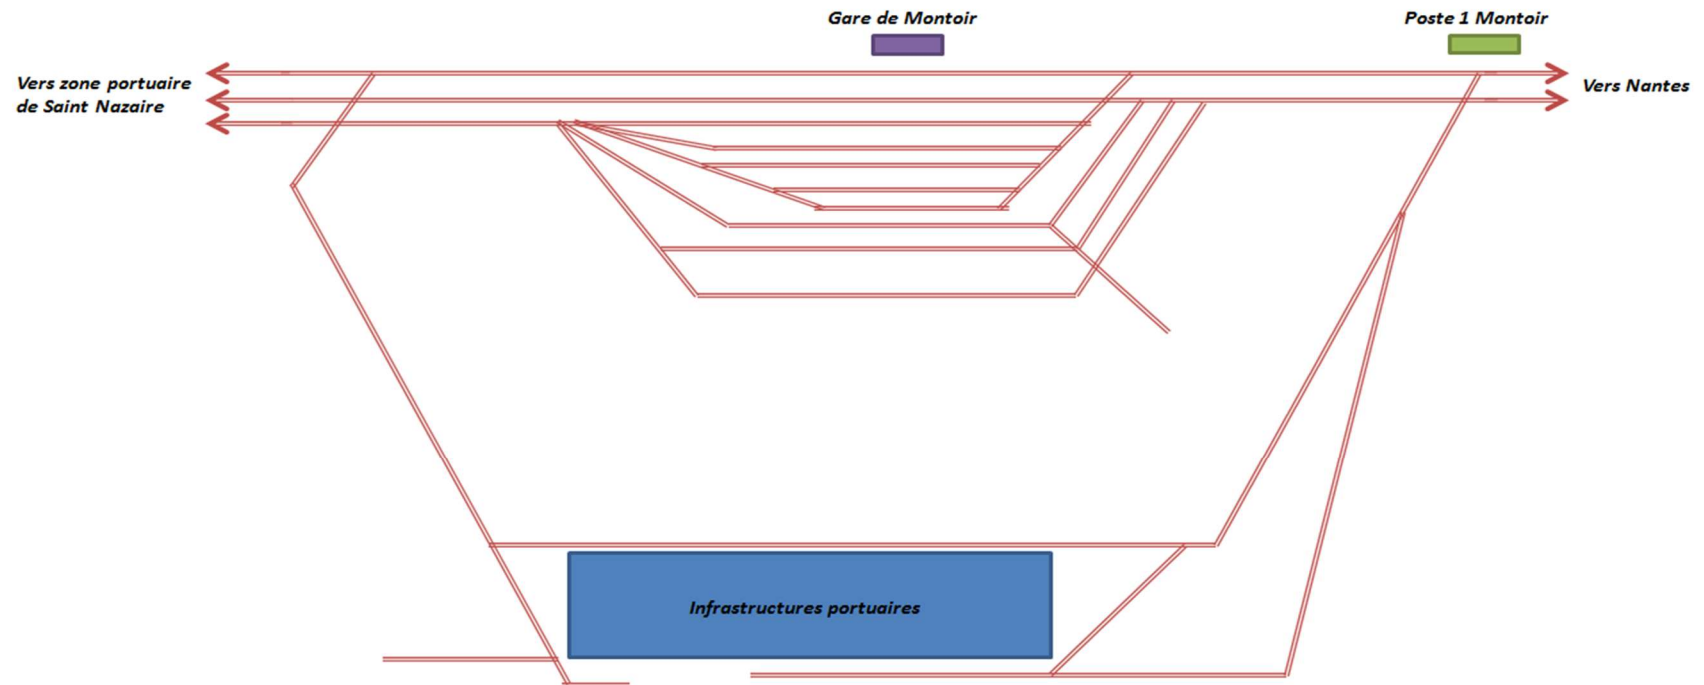 Gare de Montoir
Poste 1 Montoir
Vers zone portuaire
de Saint Nazaire
Vers Nantes
Infrastructures portuaires